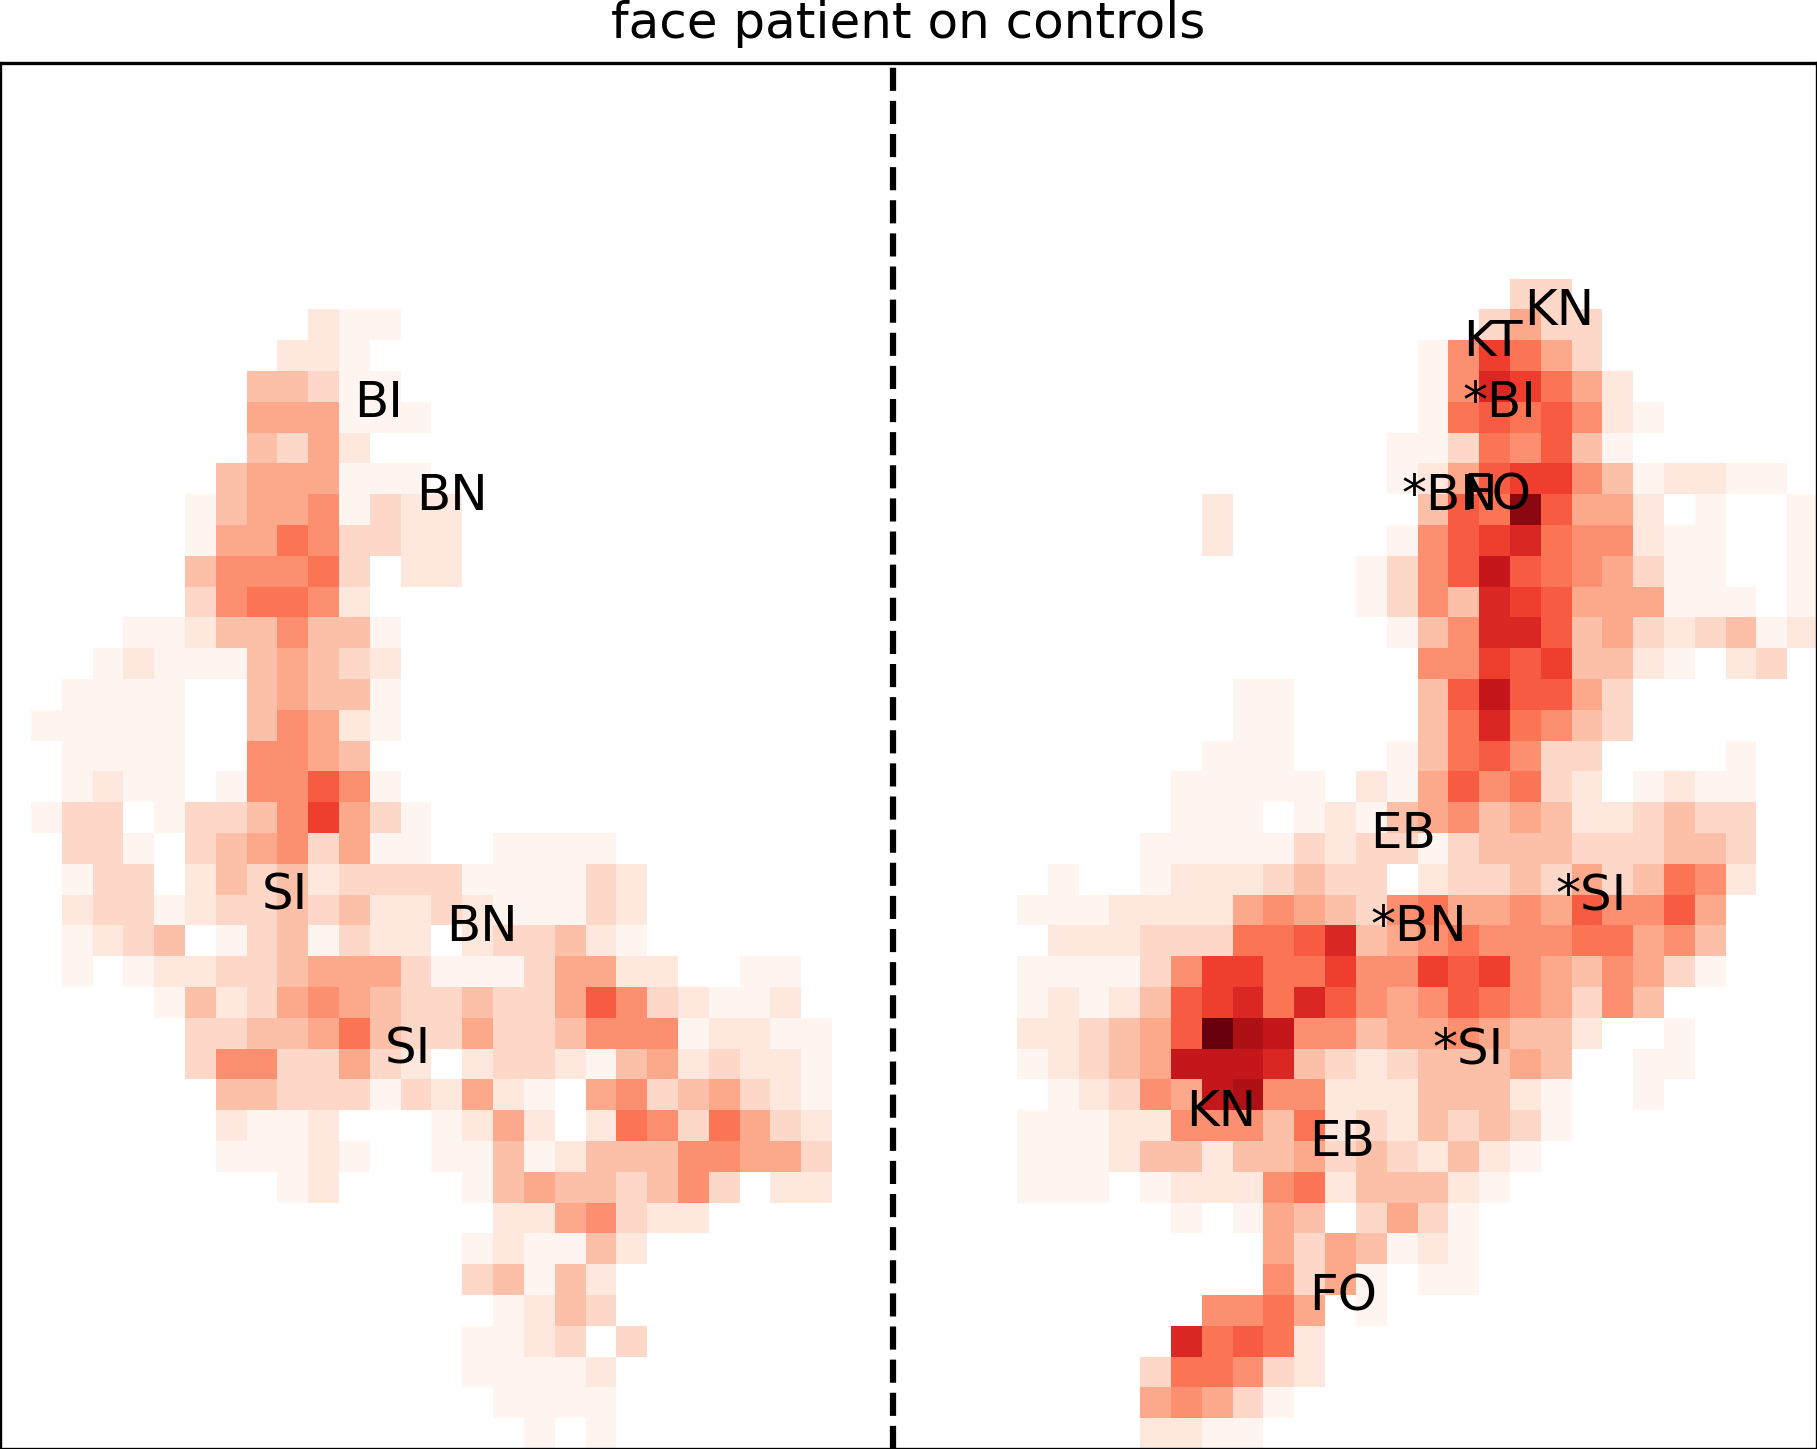 face patient on controls
KN
KT
BI
*BI
BN
*BN
FO
EB
SI
*SI
BN
*BN
SI
*SI
KN
EB
FO